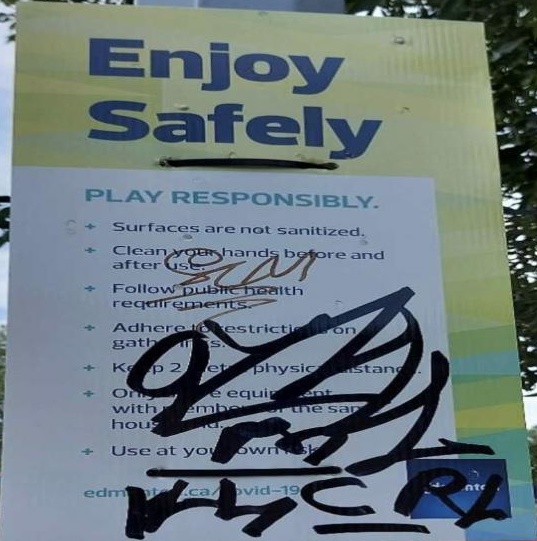 Enjoy
Safely
PLAY RESPONSIBLY.
+ Surfaces are not sanitized.
+ Clean your hands before and
after use.
+ Follow public health
requirements.
+ Adhere to restrictions on
gatherings.
+ Keep 2 metre physical distance.
+ Only share equipment
with members of the same
household.
+ Use at your own risk.
edmonton.ca/covid-19
Edmonton